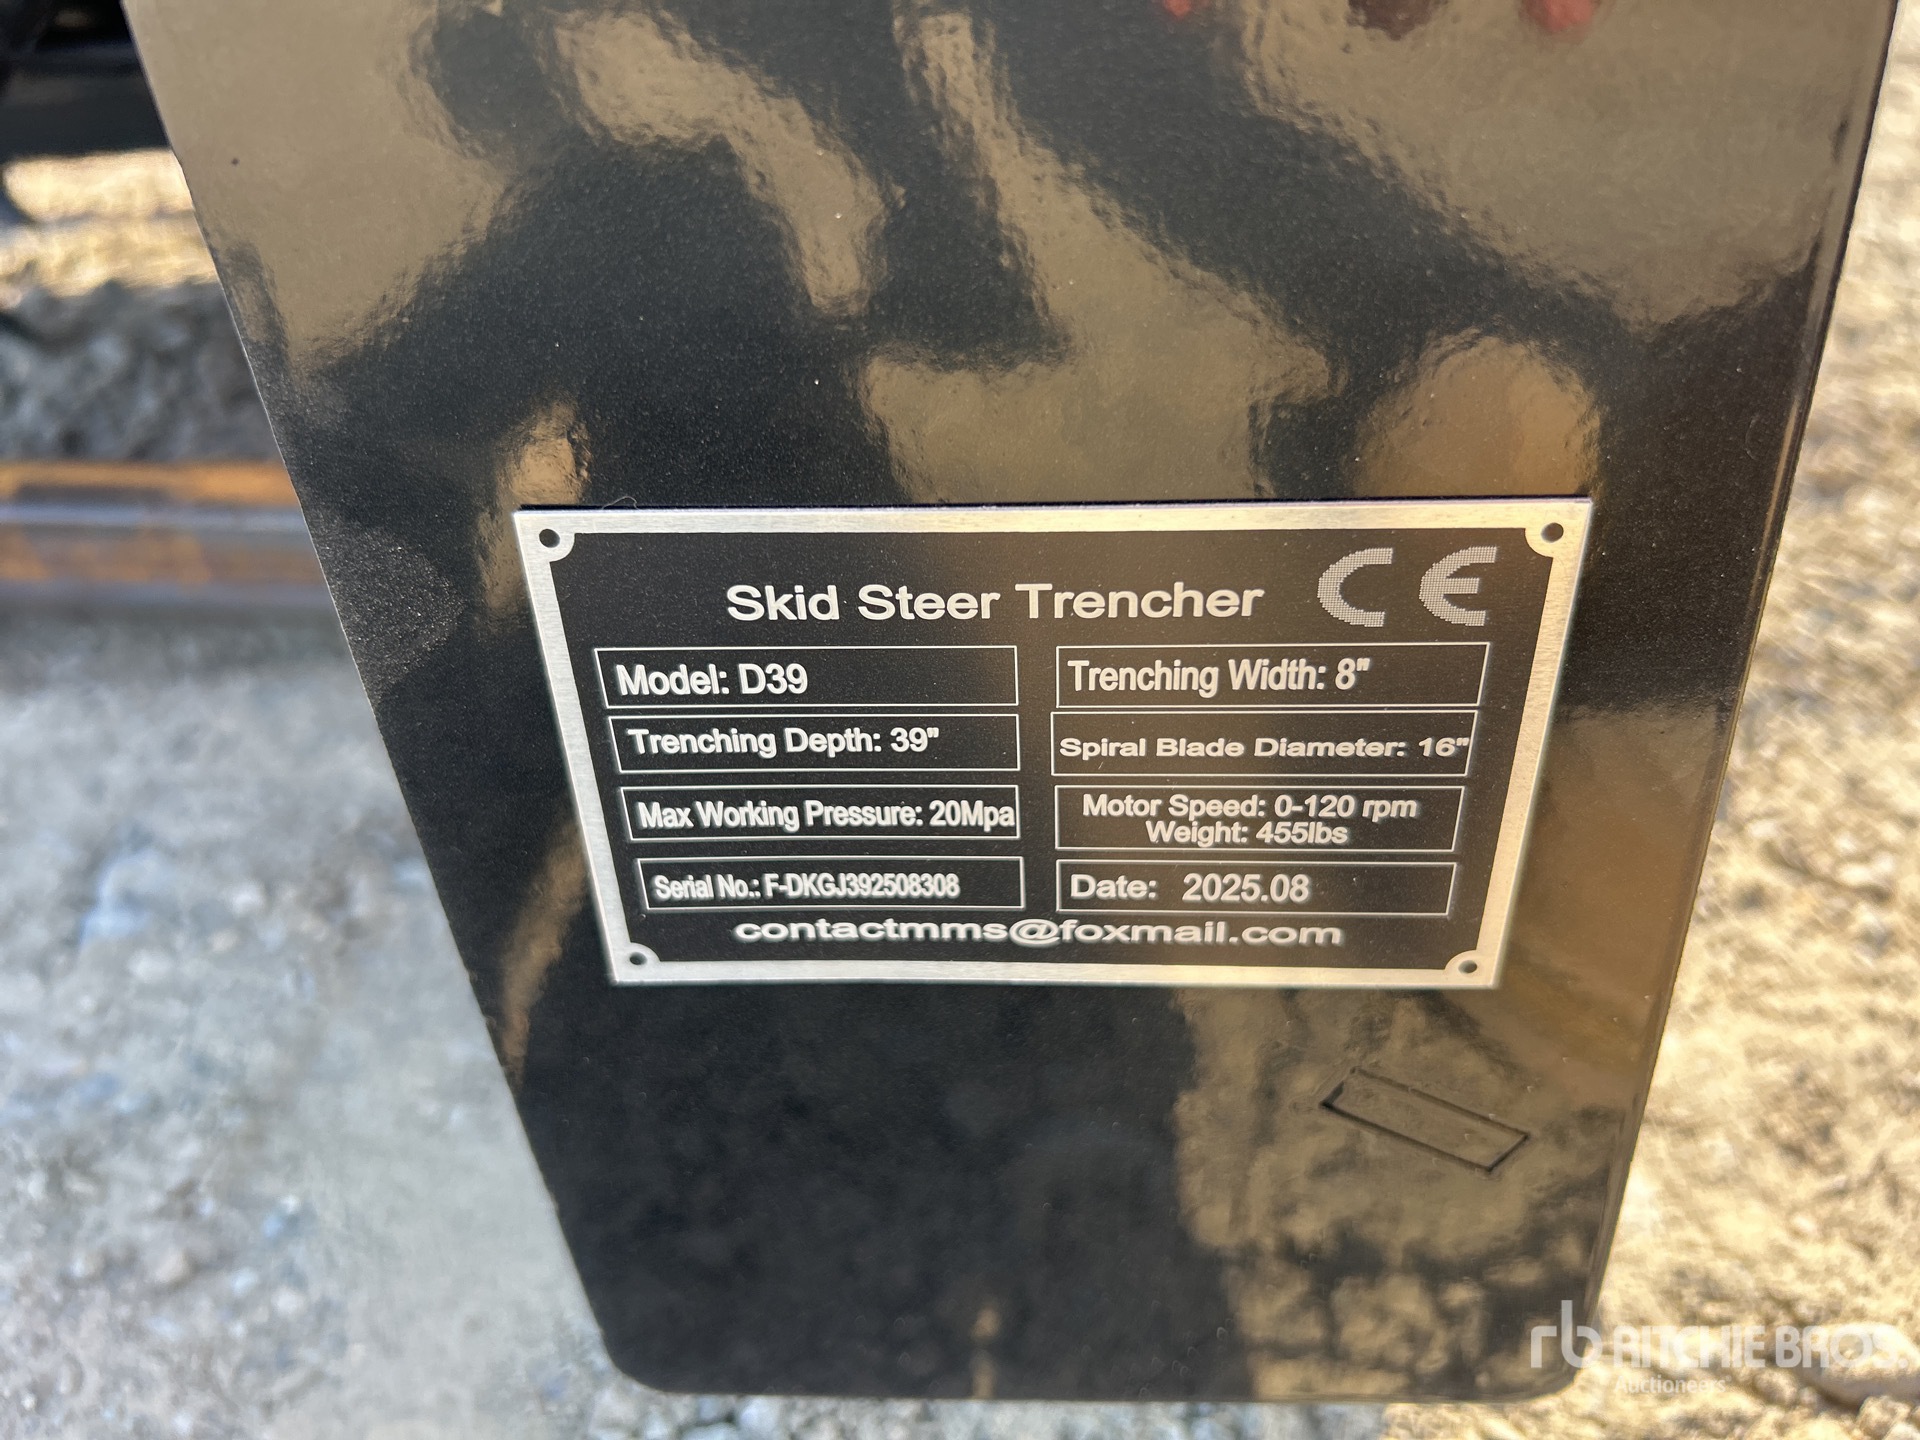 Skid Steer Trencher CE
Model: D39
Trenching Width: 8"
Trenching Depth: 39"
Spiral Blade Diameter: 16"
Max Working Pressure: 20Mpa
Motor Speed: 0-120 rpm
Weight: 455lbs
Serial No.: F-DKGJ392508308
Date: 2025.08
contactmms@foxmail.com
rb RITCHIE BROS.
Auctioneers